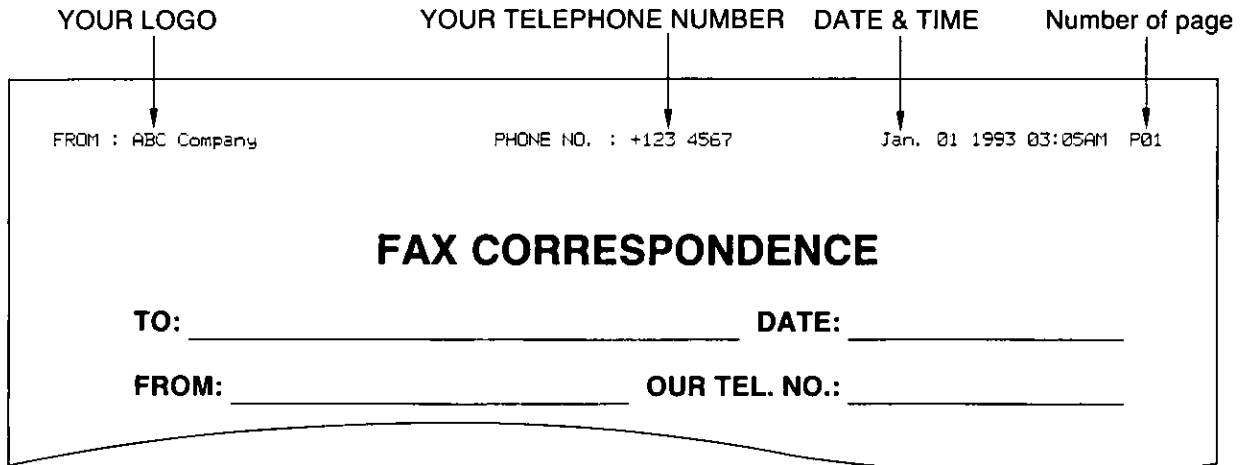 YOUR LOGO YOUR TELEPHONE NUMBER DATE & TIME Number of page
FROM : ABC Company PHONE NO. : +123 4567 Jan. 01 1993 03:05AM P01
FAX CORRESPONDENCE
TO: DATE:
FROM: OUR TEL. NO.: